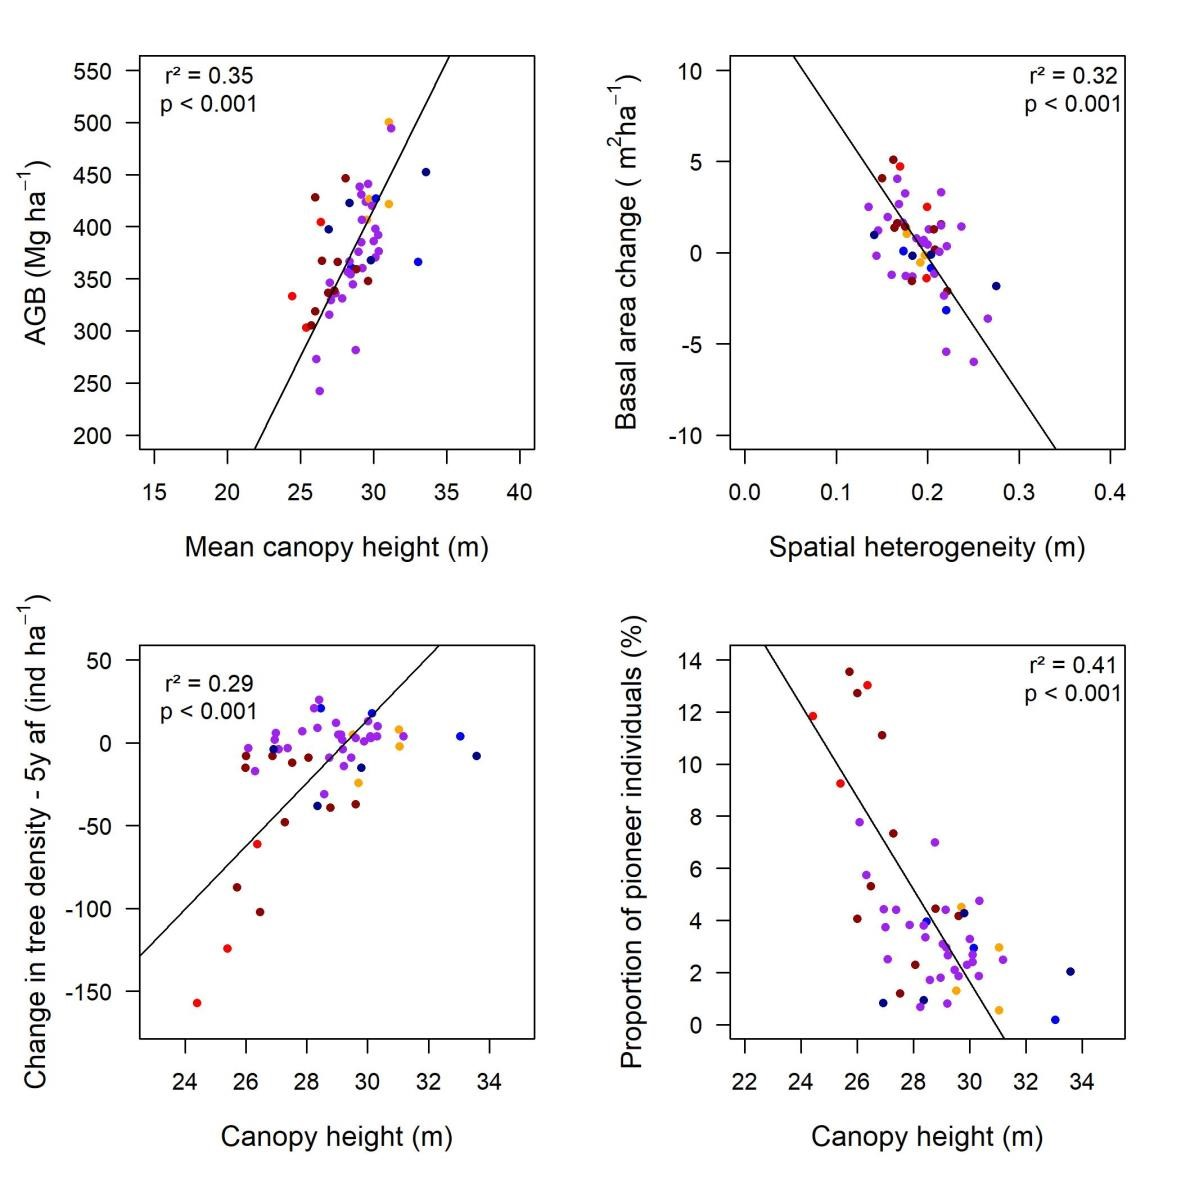 r² = 0.35
p < 0.001
AGB (Mg ha⁻¹)
550
500
450
400
350
300
250
200
15 20 25 30 35 40
Mean canopy height (m)
r² = 0.32
p < 0.001
Basal area change ( m²ha⁻¹)
10
5
0
-5
-10
0.0 0.1 0.2 0.3 0.4
Spatial heterogeneity (m)
r² = 0.29
p < 0.001
Change in tree density - 5y af (ind ha⁻¹)
50
0
-50
-100
-150
24 26 28 30 32 34
Canopy height (m)
r² = 0.41
p < 0.001
Proportion of pioneer individuals (%)
14
12
10
8
6
4
2
0
22 24 26 28 30 32 34
Canopy height (m)